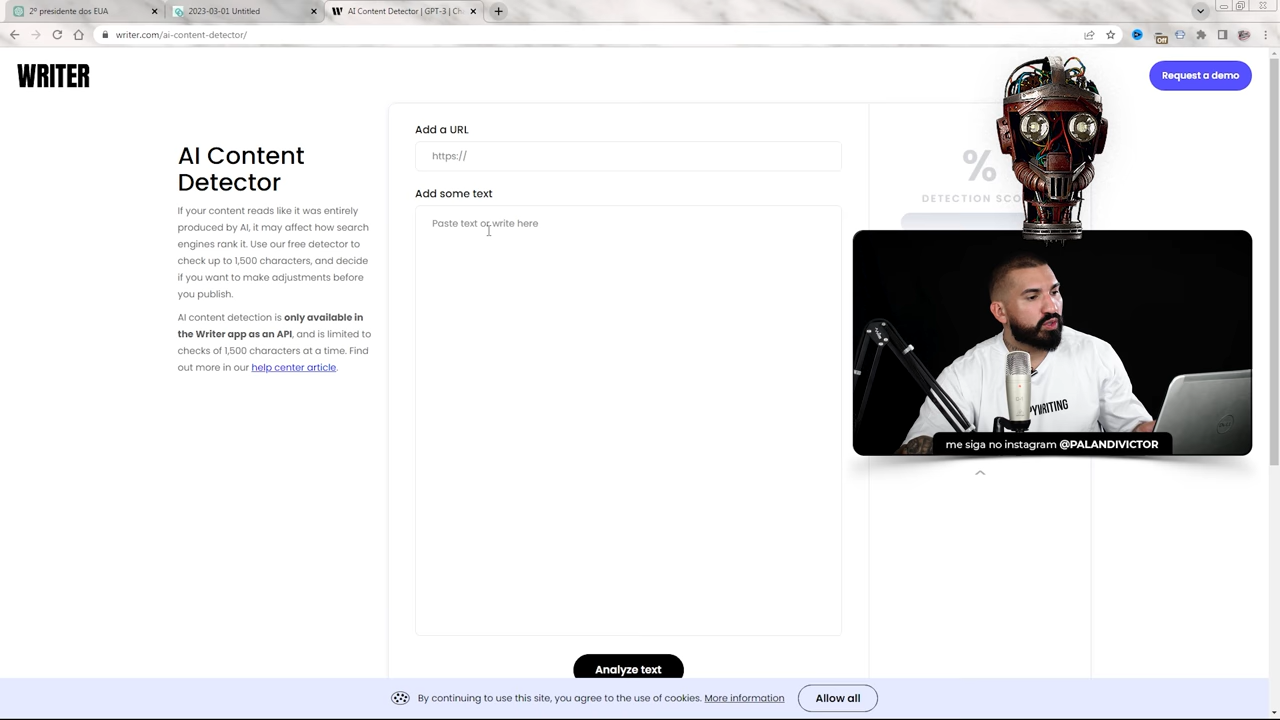 2º presidente dos EUA
2023-03-01 Untitled
AI Content Detector | GPT-3 | Ch
writer.com/ai-content-detector/
Off
WRITER
Request a demo
AI Content
Detector
If your content reads like it was entirely
produced by AI, it may affect how search
engines rank it. Use our free detector to
check up to 1,500 characters, and decide
if you want to make adjustments before
you publish.
AI content detection is only available in
the Writer app as an API, and is limited to
checks of 1,500 characters at a time. Find
out more in our help center article.
Add a URL
https://
Add some text
Paste text or write here
Analyze text
%
DETECTION SCO
PYWRITING
me siga no instagram @PALANDIVICTOR
By continuing to use this site, you agree to the use of cookies. More information
Allow all